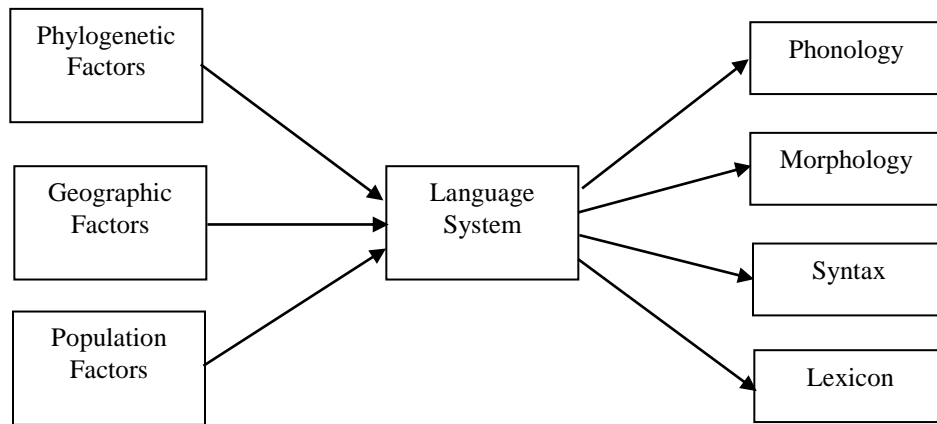 Phylogenetic
Factors
Geographic
Factors
Population
Factors
Language
System
Phonology
Morphology
Syntax
Lexicon